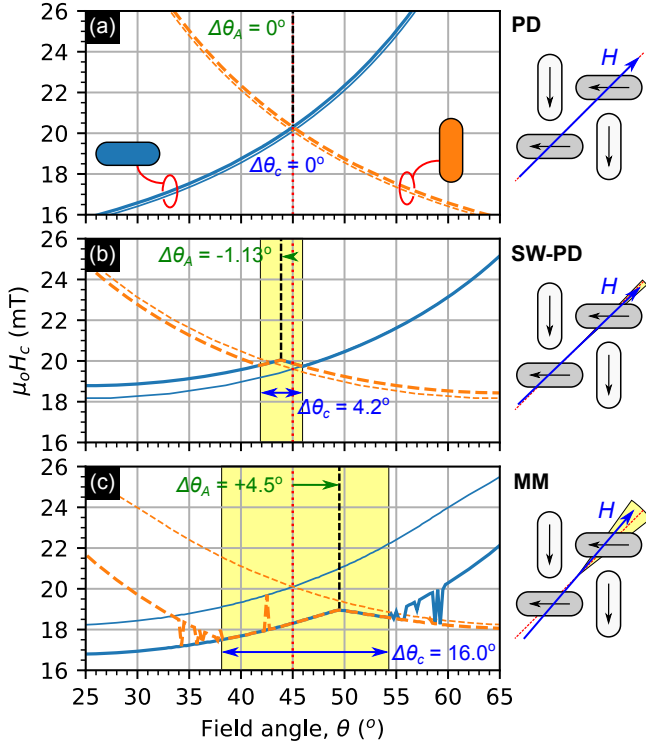 (a)
Δθ_A = 0°
PD
26
24
22
20
18
16
Δθ_c = 0°
H
(b)
Δθ_A = -1.13°
SW-PD
26
24
22
20
18
16
Δθ_c = 4.2°
H
μ₀H_c (mT)
(c)
Δθ_A = +4.5°
MM
26
24
22
20
18
16
Δθ_c = 16.0°
H
25 30 35 40 45 50 55 60 65
Field angle, θ (°)